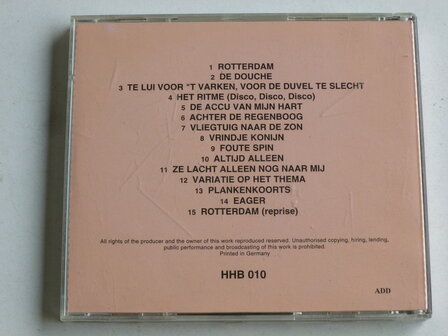 1 ROTTERDAM
2 DE DOUCHE
3 TE LUI VOOR "T VARKEN, VOOR DE DUVEL TE SLECHT
4 HET RITME (Disco, Disco, Disco)
5 DE ACCU VAN MIJN HART
6 ACHTER DE REGENBOOG
7 VLIEGTUIG NAAR DE ZON
8 VRINDJE KONIJN
9 FOUTE SPIN
10 ALTIJD ALLEEN
11 ZE LACHT ALLEEN NOG NAAR MIJ
12 VARIATIE OP HET THEMA
13 PLANKENKOORTS
14 EAGER
15 ROTTERDAM (reprise)
All rights of the producer and the owner of this work reproduced reserved. Unauthorised copying, hiring, lending,
public performance and broadcasting of this work is prohibited.
Printed in Germany
HHB 010
ADD